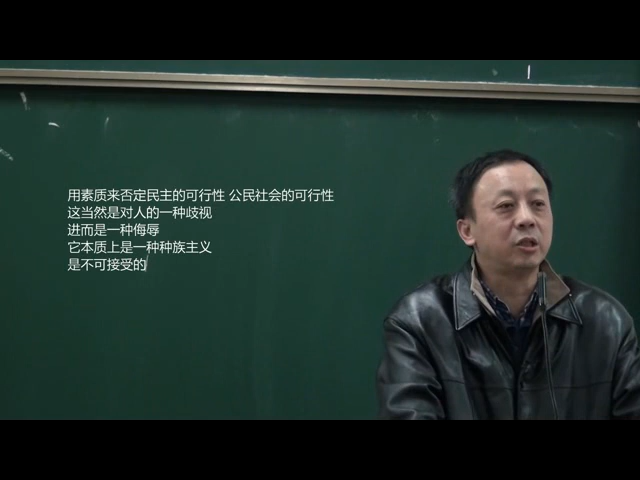 用素质来否定民主的可行性 公民社会的可行性
这当然是对人的一种歧视
进而是一种侮辱
它本质上是一种种族主义
是不可接受的